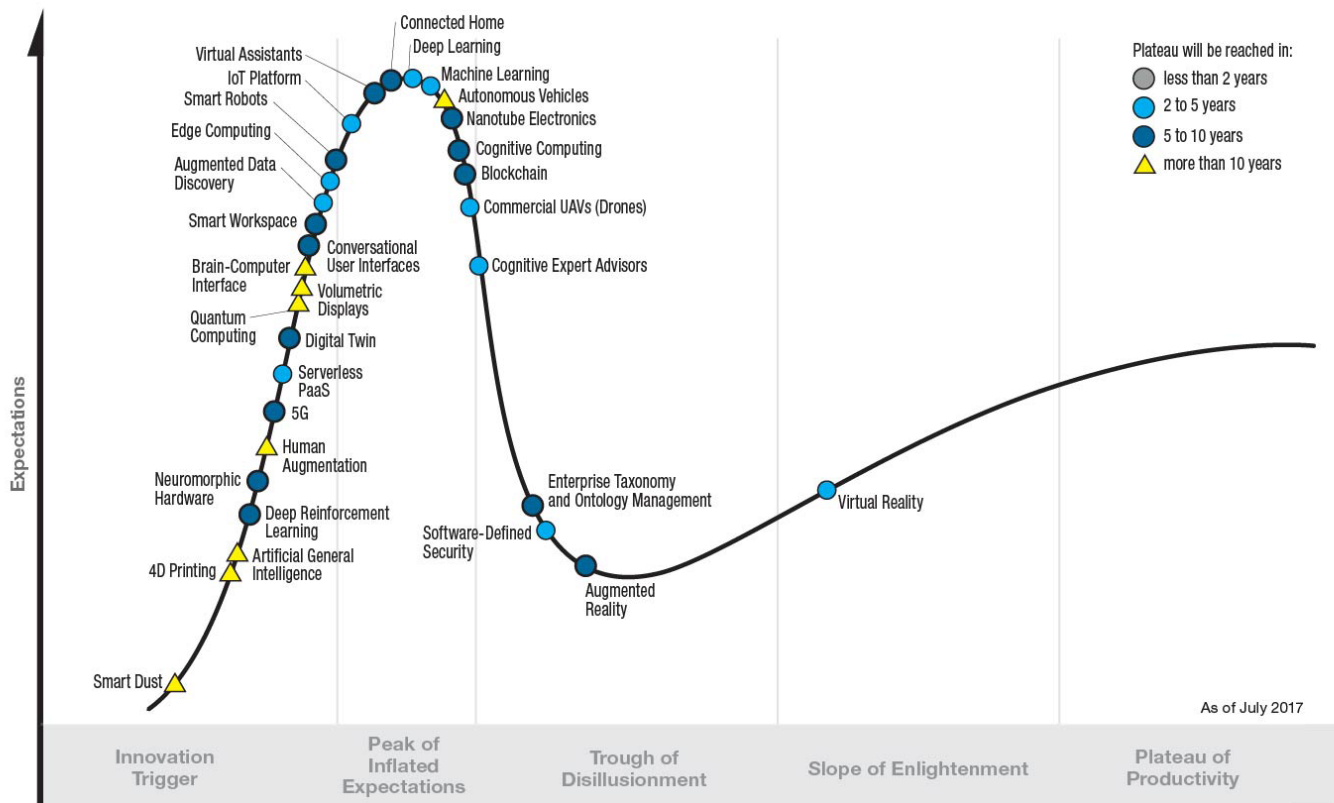 Connected Home
Deep Learning
Virtual Assistants
IoT Platform
Machine Learning
Smart Robots
Autonomous Vehicles
Nanotube Electronics
Edge Computing
Cognitive Computing
Augmented Data
Discovery
Blockchain
Smart Workspace
Commercial UAVs (Drones)
Conversational
User Interfaces
Brain-Computer
Interface
Cognitive Expert Advisors
Volumetric
Displays
Quantum
Computing
Digital Twin
Serverless
PaaS
5G
Human
Augmentation
Neuromorphic
Hardware
Deep Reinforcement
Learning
Artificial General
Intelligence
4D Printing
Smart Dust
Enterprise Taxonomy
and Ontology Management
Software-Defined
Security
Augmented
Reality
Virtual Reality
Plateau will be reached in:
less than 2 years
2 to 5 years
5 to 10 years
more than 10 years
Expectations
As of July 2017
Innovation
Trigger
Peak of
Inflated
Expectations
Trough of
Disillusionment
Slope of Enlightenment
Plateau of
Productivity